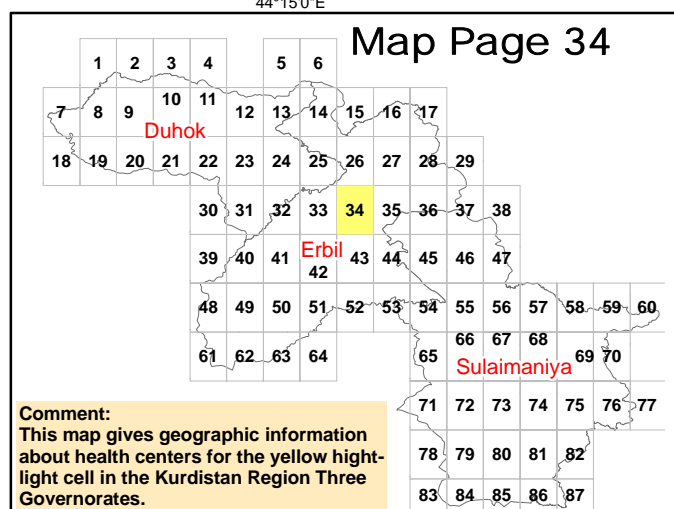 44°15'0"E
Map Page 34
1 2 3 4 5 6
7 8 9 10 11 12 13 14 15 16 17
Duhok
18 19 20 21 22 23 24 25 26 27 28 29
30 31 32 33 34 35 36 37 38
Erbil
39 40 41 42 43 44 45 46 47
48 49 50 51 52 53 54 55 56 57 58 59 60
61 62 63 64 65 66 67 68 69 70
Sulaimaniya
71 72 73 74 75 76 77
78 79 80 81 82
83 84 85 86 87
Comment:
This map gives geographic information
about health centers for the yellow hight-
light cell in the Kurdistan Region Three
Governorates.